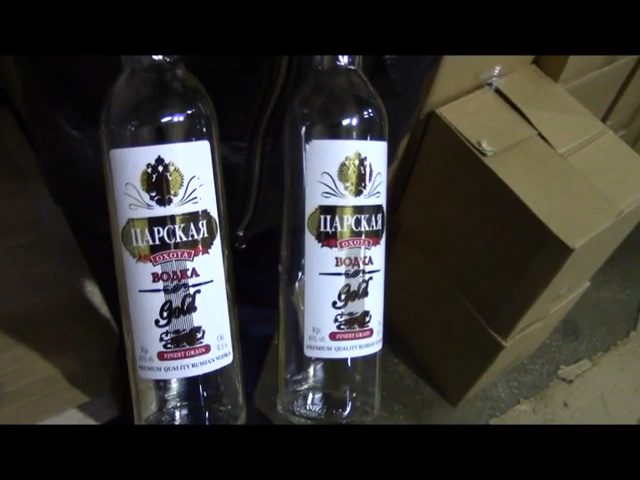 ЦАРСКАЯ
ОХОТА
ВОДКА
Gold
FINEST GRAIN
PREMIUM QUALITY RUSSIAN VODKA
ЦАРСКАЯ
ОХОТА
ВОДКА
Gold
FINEST GRAIN
PREMIUM QUALITY RUSSIAN VODKA